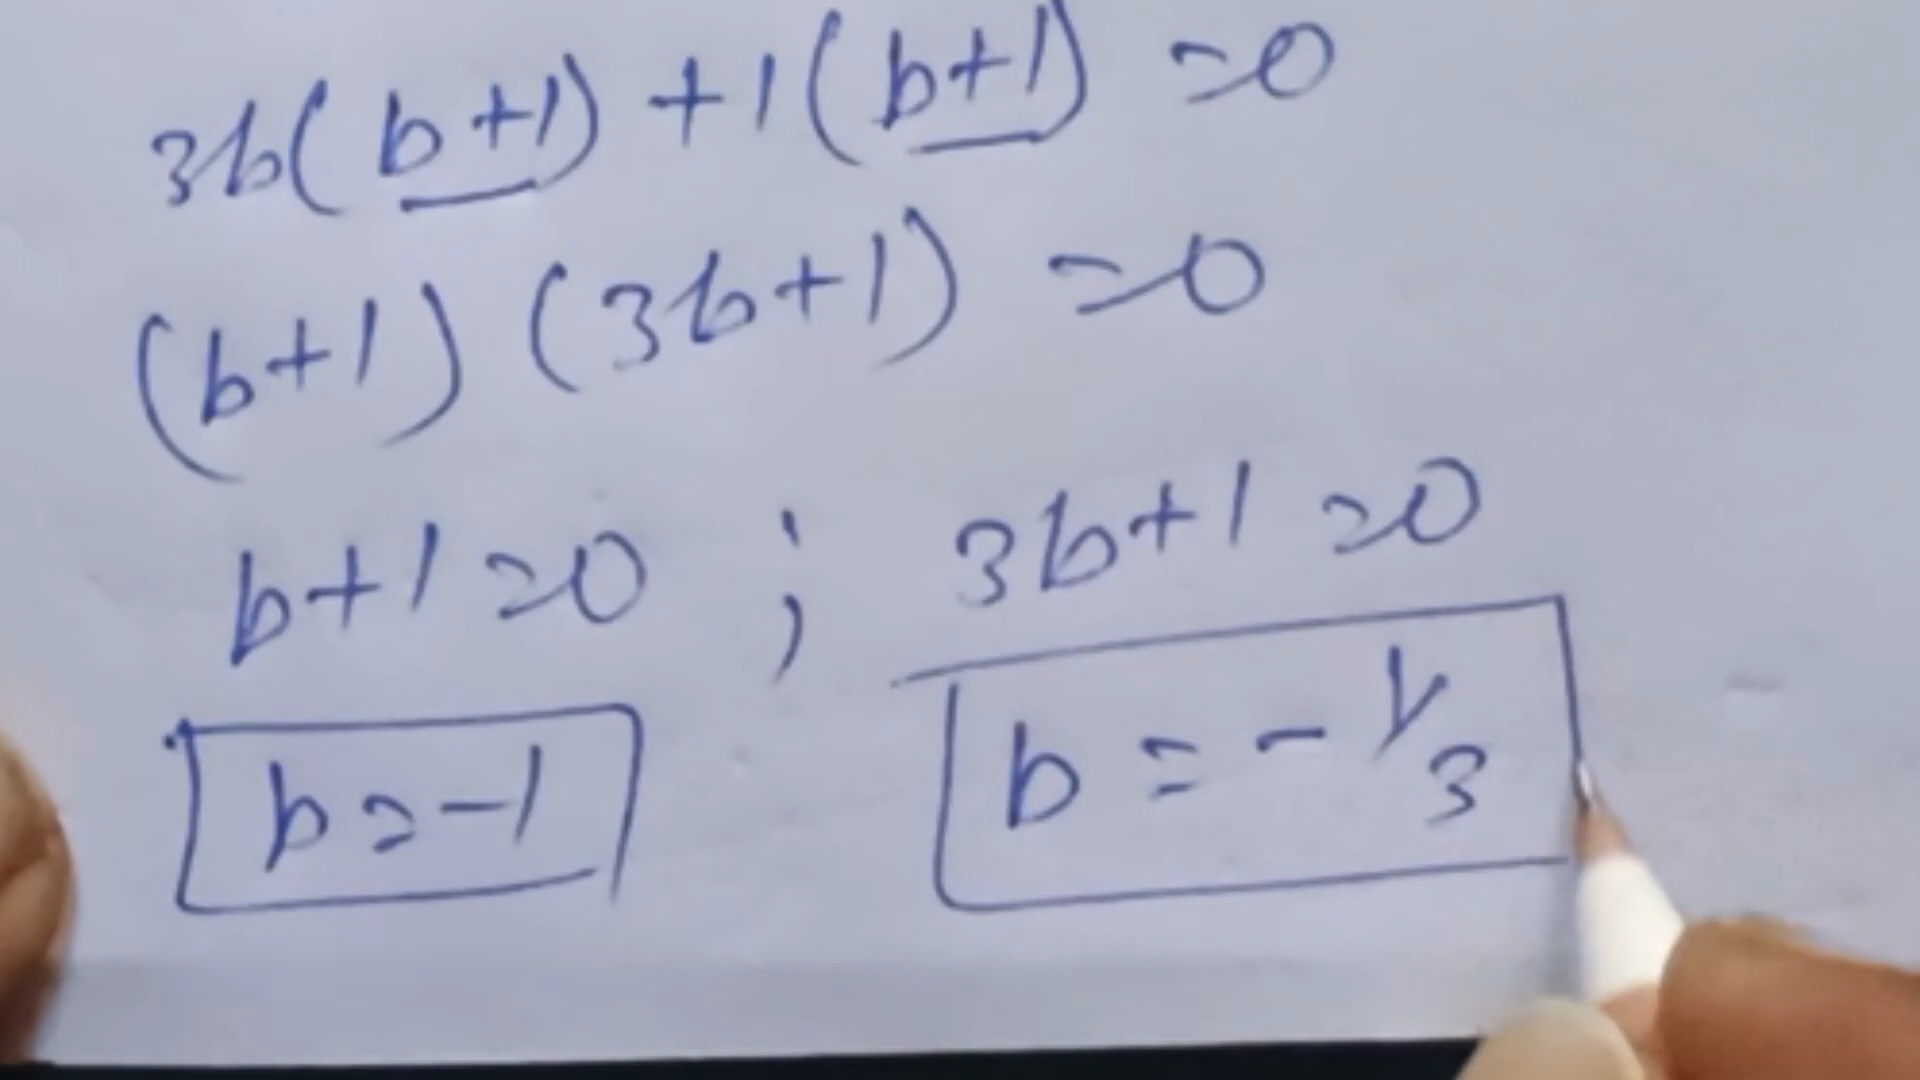 3b(b+1) +1(b+1) =0
(b+1) (3b+1) =0
b+1=0 ; 3b+1=0
b=-1 b = - 1/3